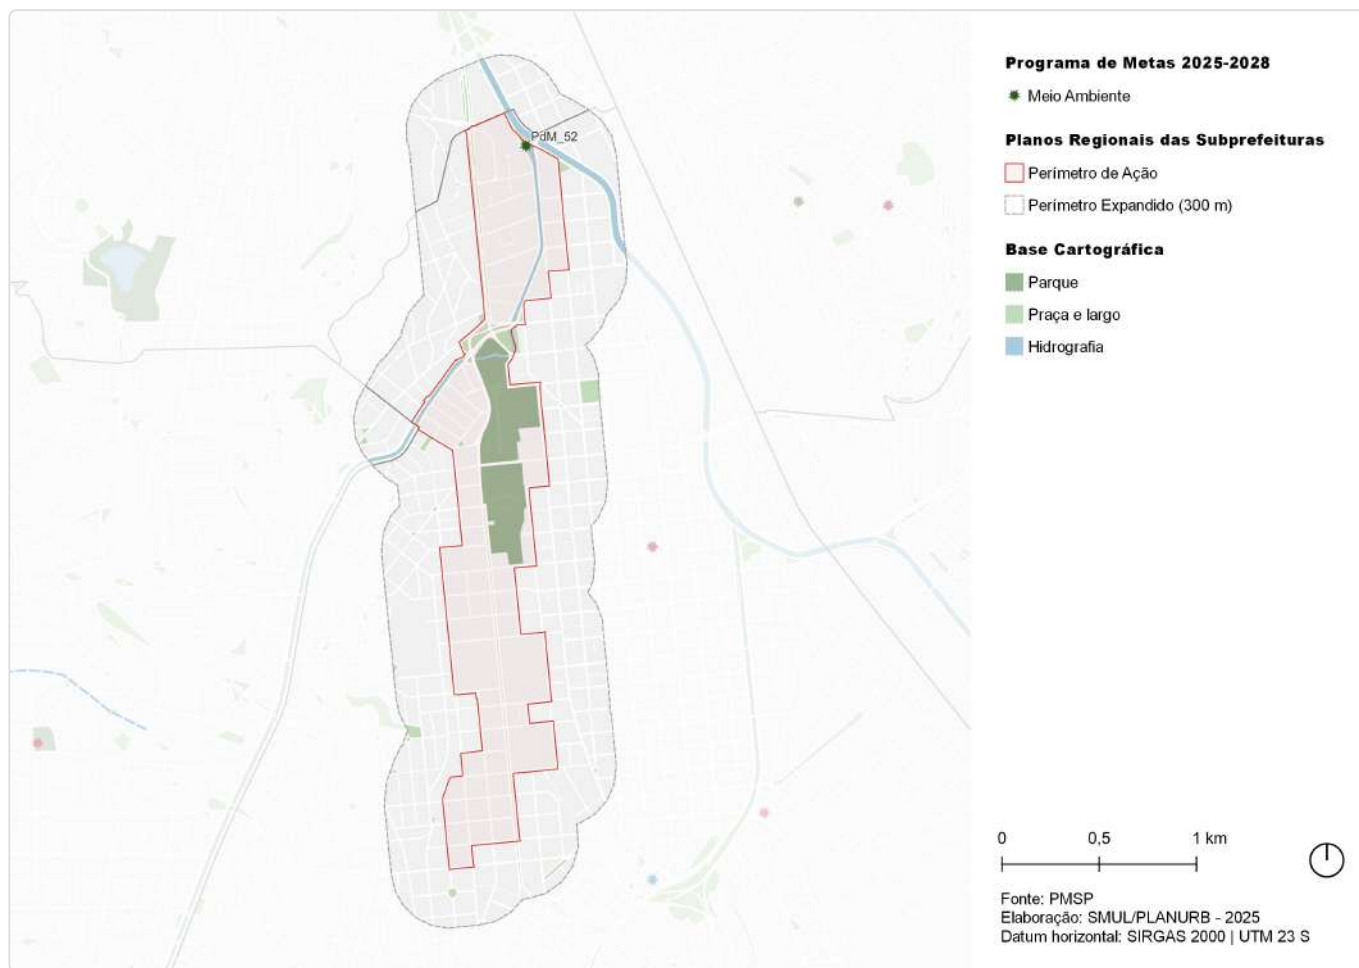 PdM_52
Programa de Metas 2025-2028
Meio Ambiente
Planos Regionais das Subprefeituras
Perímetro de Ação
Perímetro Expandido (300 m)
Base Cartográfica
Parque
Praça e largo
Hidrografia
0 0,5 1 km
Fonte: PMSP
Elaboração: SMUL/PLANURB - 2025
Datum horizontal: SIRGAS 2000 | UTM 23 S